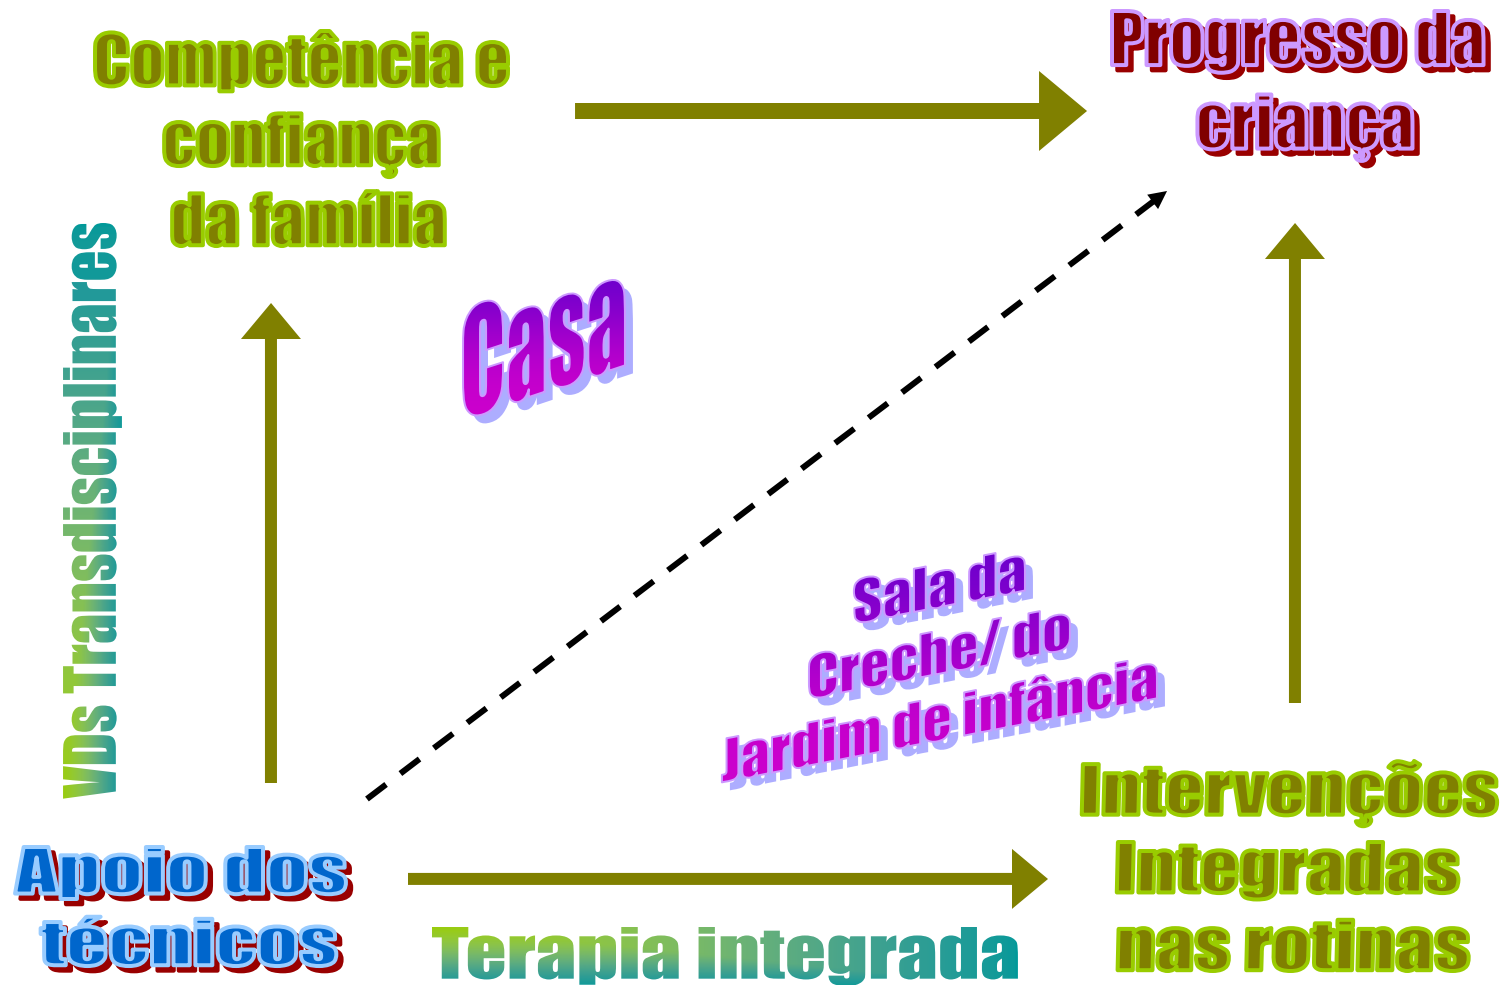 Competência e
confiança
da família
Progresso da
criança
VDs Transdisciplinares
Casa
Sala da
Creche/ do
Jardim de infância
Intervenções
Integradas
nas rotinas
Apoio dos
técnicos
Terapia integrada